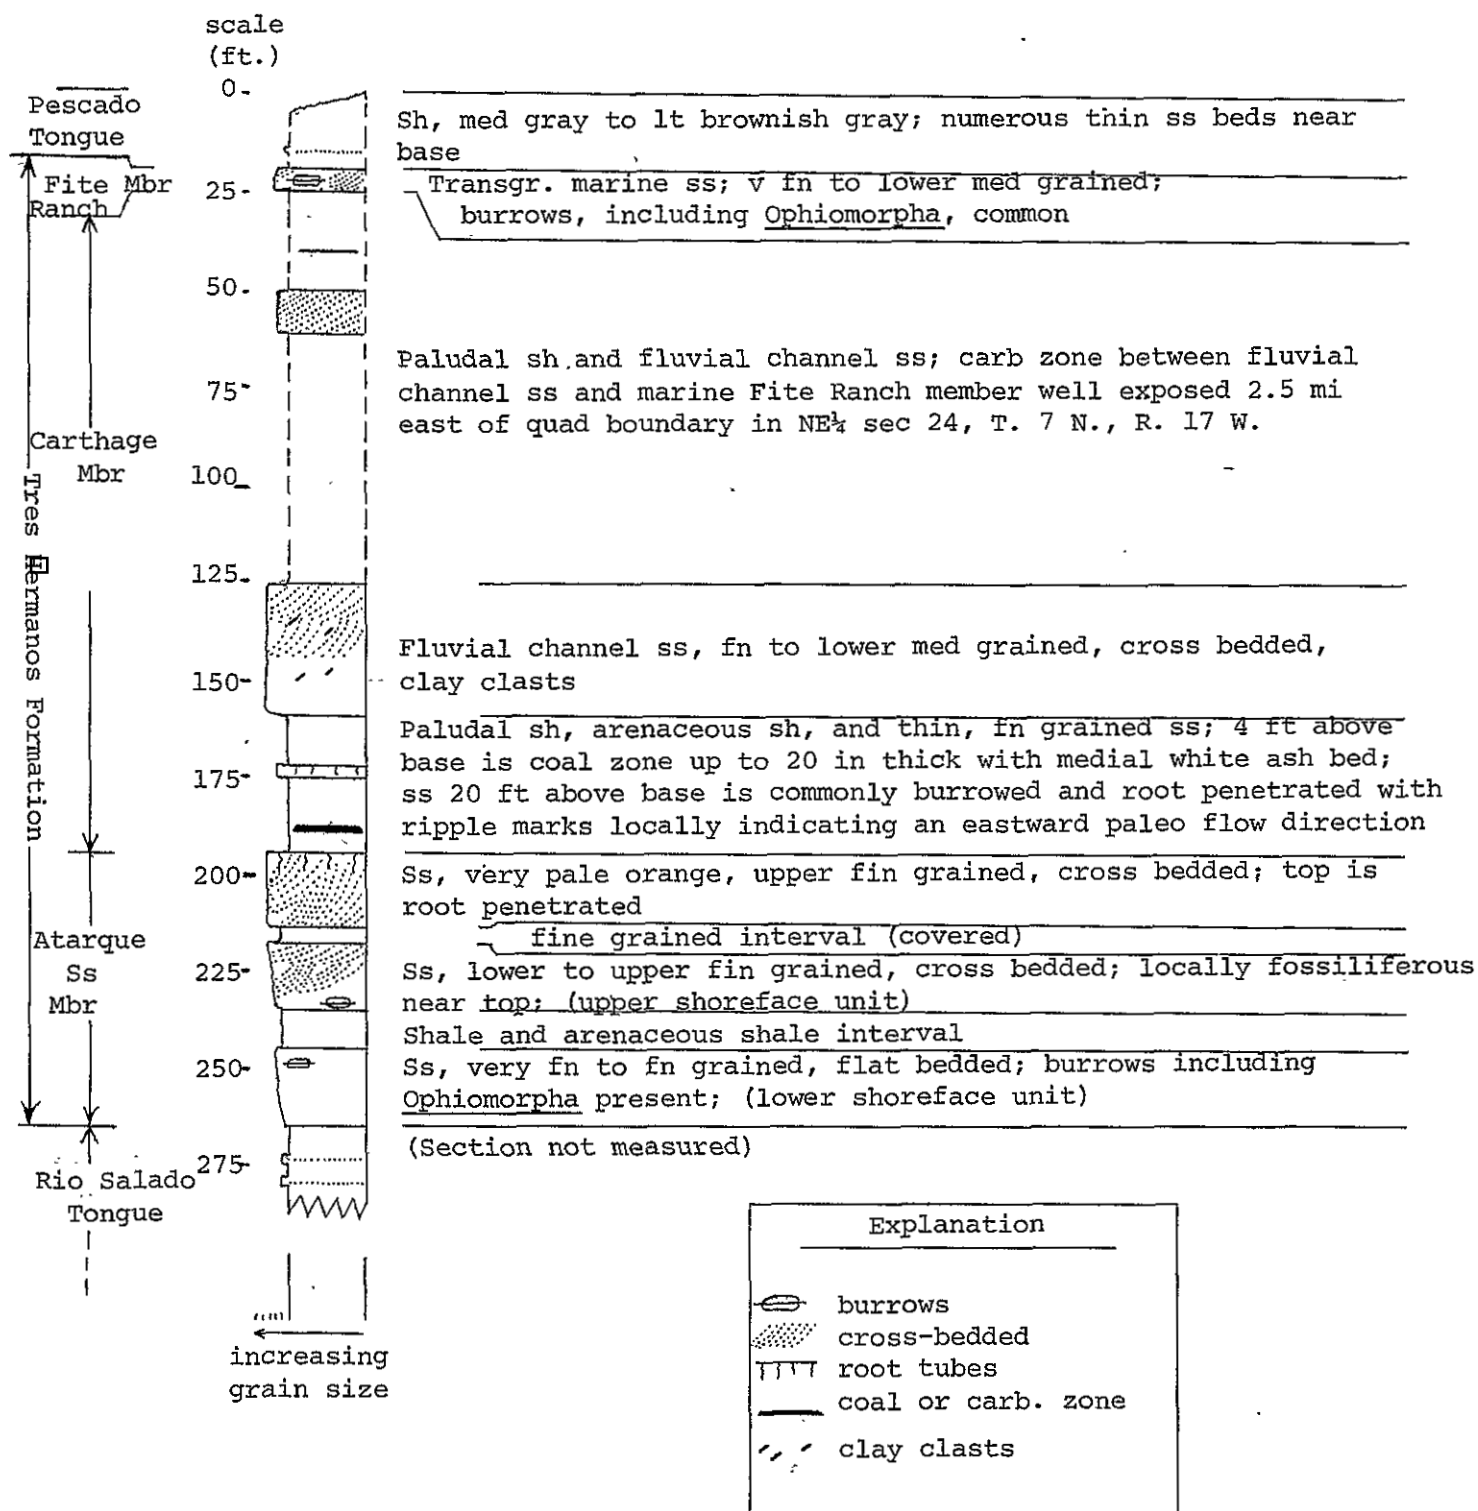 scale
(ft.)
0
Pescado
Tongue
Fite Mbr
Ranch
25
50
75
Carthage
Mbr
100
125
Tres Hermanos Formation
150
175
200
Atarque
Ss
Mbr
225
250
275
Rio Salado
Tongue
increasing
grain size
Sh, med gray to lt brownish gray; numerous thin ss beds near
base
Transgr. marine ss; v fn to lower med grained;
burrows, including Ophiomorpha, common
Paludal sh and fluvial channel ss; carb zone between fluvial
channel ss and marine Fite Ranch member well exposed 2.5 mi
east of quad boundary in NE¼ sec 24, T. 7 N., R. 17 W.
Fluvial channel ss, fn to lower med grained, cross bedded,
clay clasts
Paludal sh, arenaceous sh, and thin, fn grained ss; 4 ft above
base is coal zone up to 20 in thick with medial white ash bed;
ss 20 ft above base is commonly burrowed and root penetrated with
ripple marks locally indicating an eastward paleo flow direction
Ss, very pale orange, upper fin grained, cross bedded; top is
root penetrated
fine grained interval (covered)
Ss, lower to upper fin grained, cross bedded; locally fossiliferous
near top; (upper shoreface unit)
Shale and arenaceous shale interval
Ss, very fn to fn grained, flat bedded; burrows including
Ophiomorpha present; (lower shoreface unit)
(Section not measured)
Explanation
burrows
cross-bedded
root tubes
coal or carb. zone
clay clasts